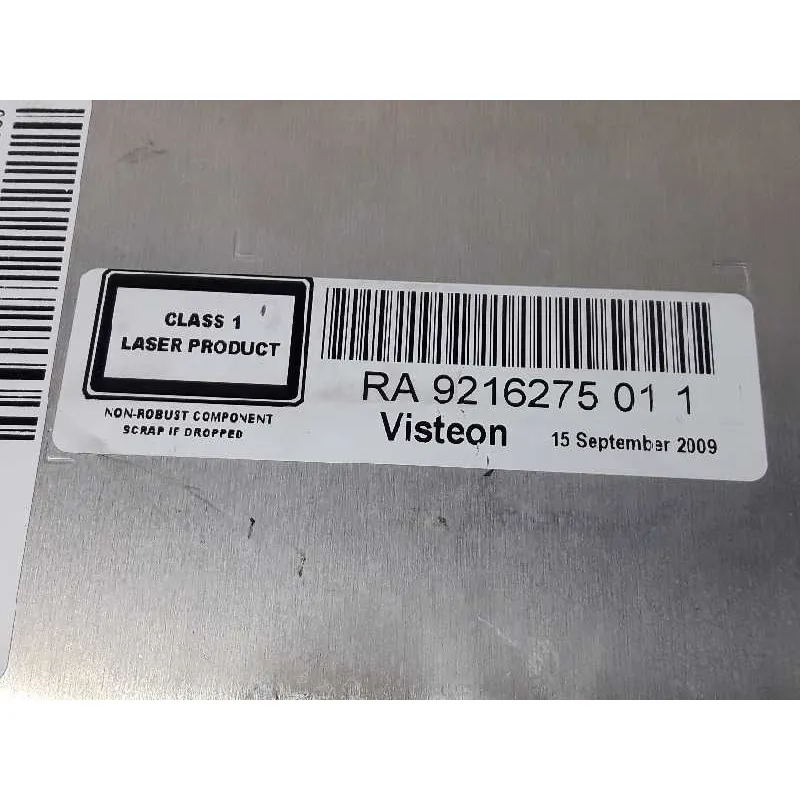 CLASS 1
LASER PRODUCT
NON-ROBUST COMPONENT
SCRAP IF DROPPED
RA 9216275 01 1
Visteon 15 September 2009